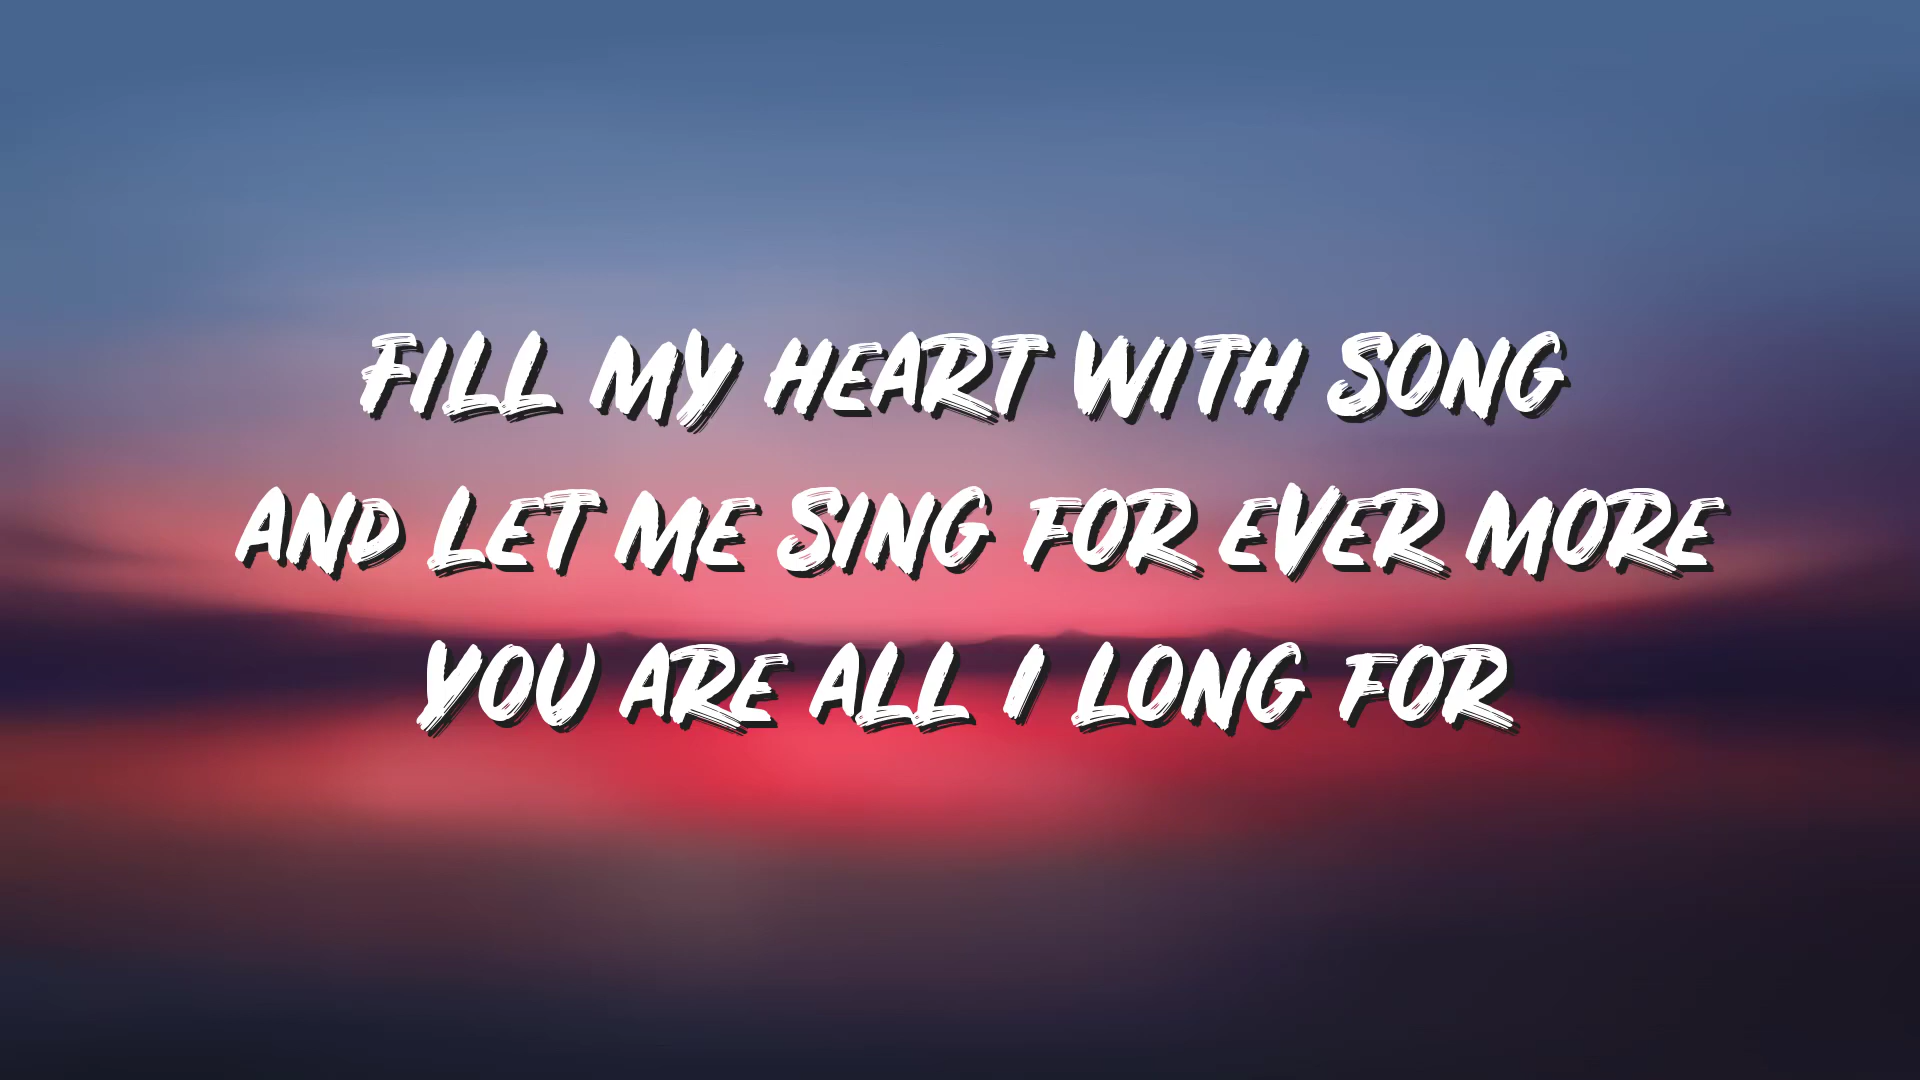 FILL MY HEART WITH SONG
AND LET ME SING FOR EVER MORE
YOU ARE ALL I LONG FOR